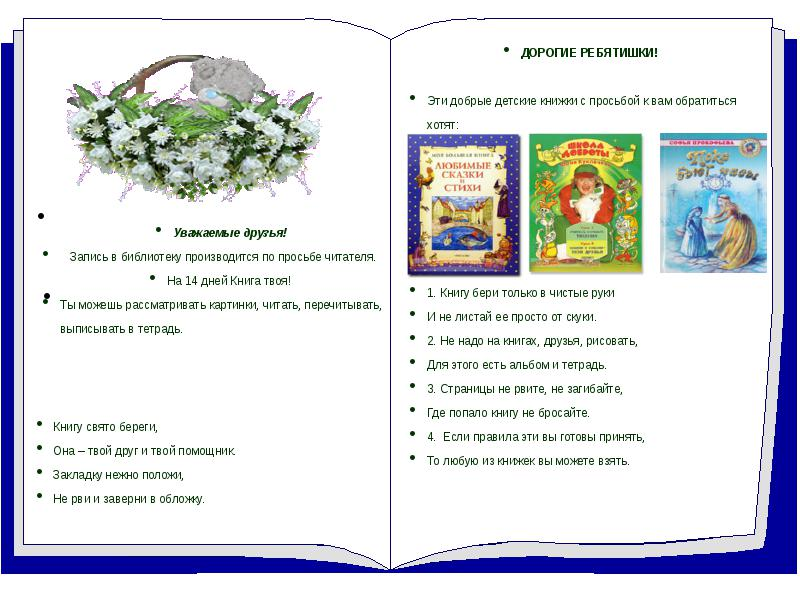 Уважаемые друзья!
Запись в библиотеку производится по просьбе читателя.
На 14 дней Книга твоя!
Ты можешь рассматривать картинки, читать, перечитывать,
выписывать в тетрадь.
Книгу свято береги,
Она – твой друг и твой помощник.
Закладку нежно положи,
Не рви и заверни в обложку.
ДОРОГИЕ РЕБЯТИШКИ!
Эти добрые детские книжки с просьбой к вам обратиться
хотят:
МОЯ БОЛЬШАЯ КНИГА
ЛЮБИМЫЕ
СКАЗКИ
И
СТИХИ
ШКОЛА
ДОБРОТЫ
СОФЬЯ ПРОКОФЬЕВА
Пока
бьют часы
1. Книгу бери только в чистые руки
И не листай ее просто от скуки.
2. Не надо на книгах, друзья, рисовать,
Для этого есть альбом и тетрадь.
3. Страницы не рвите, не загибайте,
Где попало книгу не бросайте.
4. Если правила эти вы готовы принять,
То любую из книжек вы можете взять.